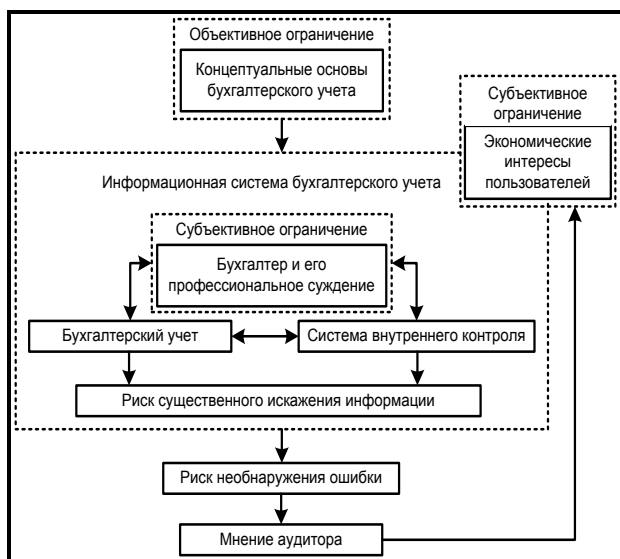 Объективное ограничение
Концептуальные основы
бухгалтерского учета
Субъективное
ограничение
Экономические
интересы
пользователей
Информационная система бухгалтерского учета
Субъективное ограничение
Бухгалтер и его
профессиональное суждение
Бухгалтерский учет
Система внутреннего контроля
Риск существенного искажения информации
Риск необнаружения ошибки
Мнение аудитора